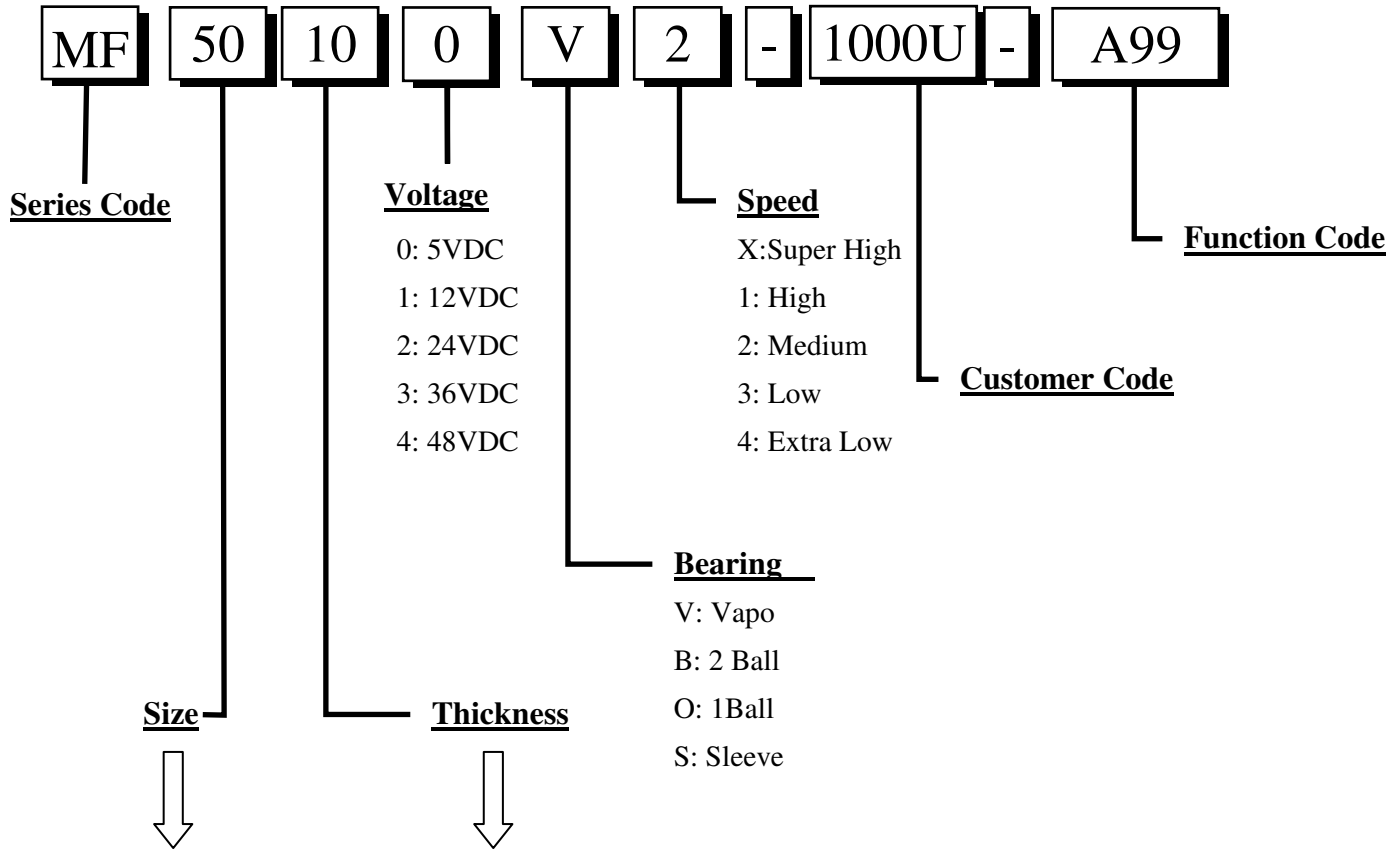 MF 50 10 0 V 2 - 1000U - A99
Series Code
Voltage
0: 5VDC
1: 12VDC
2: 24VDC
3: 36VDC
4: 48VDC
Speed
X:Super High
1: High
2: Medium
3: Low
4: Extra Low
Function Code
Customer Code
Bearing
V: Vapo
B: 2 Ball
O: 1Ball
S: Sleeve
Size
Thickness